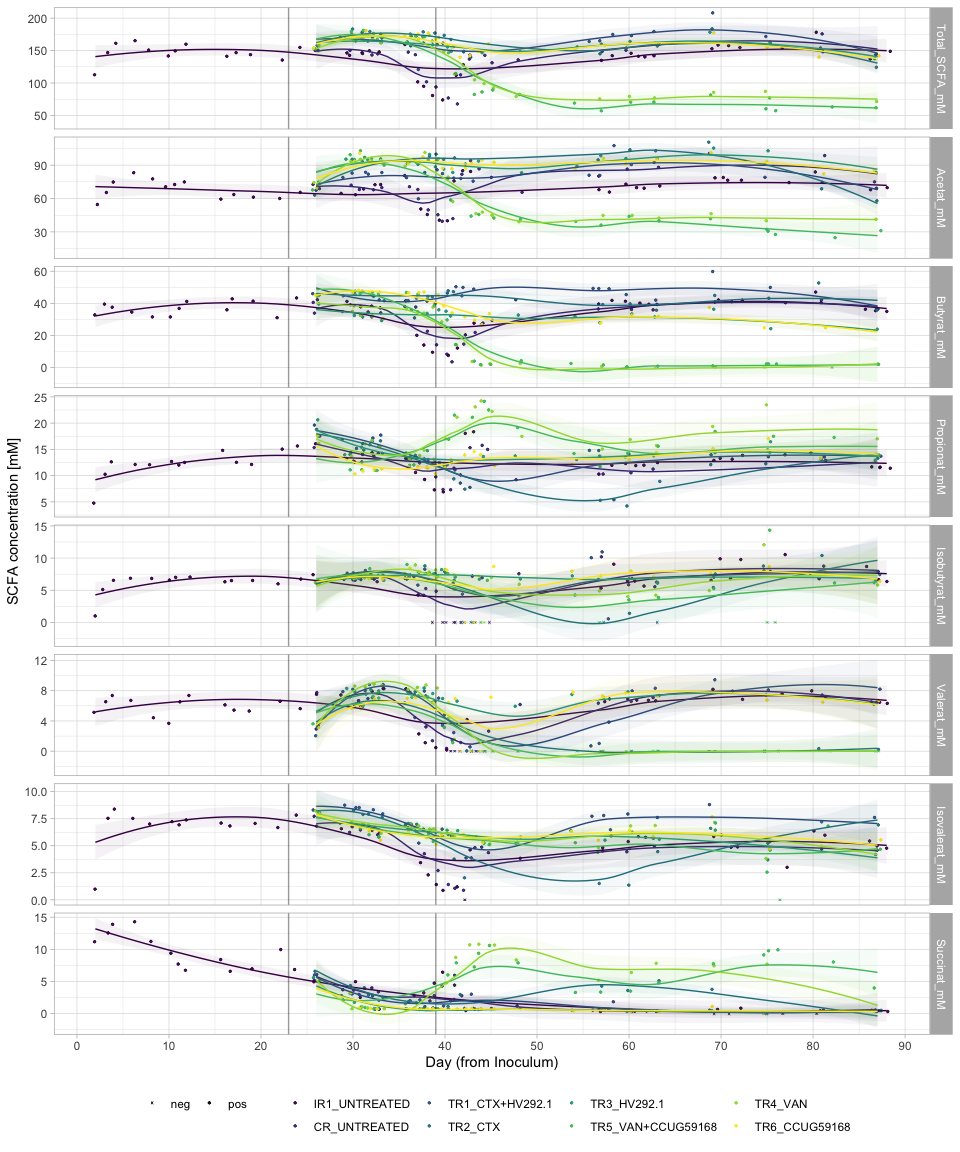 200
150
100
50
Total_SCFA_mM
90
60
30
Acetat_mM
60
40
20
0
Butyrat_mM
25
20
15
10
5
Propionat_mM
15
10
5
0
Isobutyrat_mM
12
8
4
0
Valerat_mM
10.0
7.5
5.0
2.5
0.0
Isovalerat_mM
15
10
5
0
Succinat_mM
SCFA concentration [mM]
0 10 20 30 40 50 60 70 80 90
Day (from Inoculum)
neg pos IR1_UNTREATED TR1_CTX+HV292.1 TR3_HV292.1 TR4_VAN
CR_UNTREATED TR2_CTX TR5_VAN+CCUG59168 TR6_CCUG59168